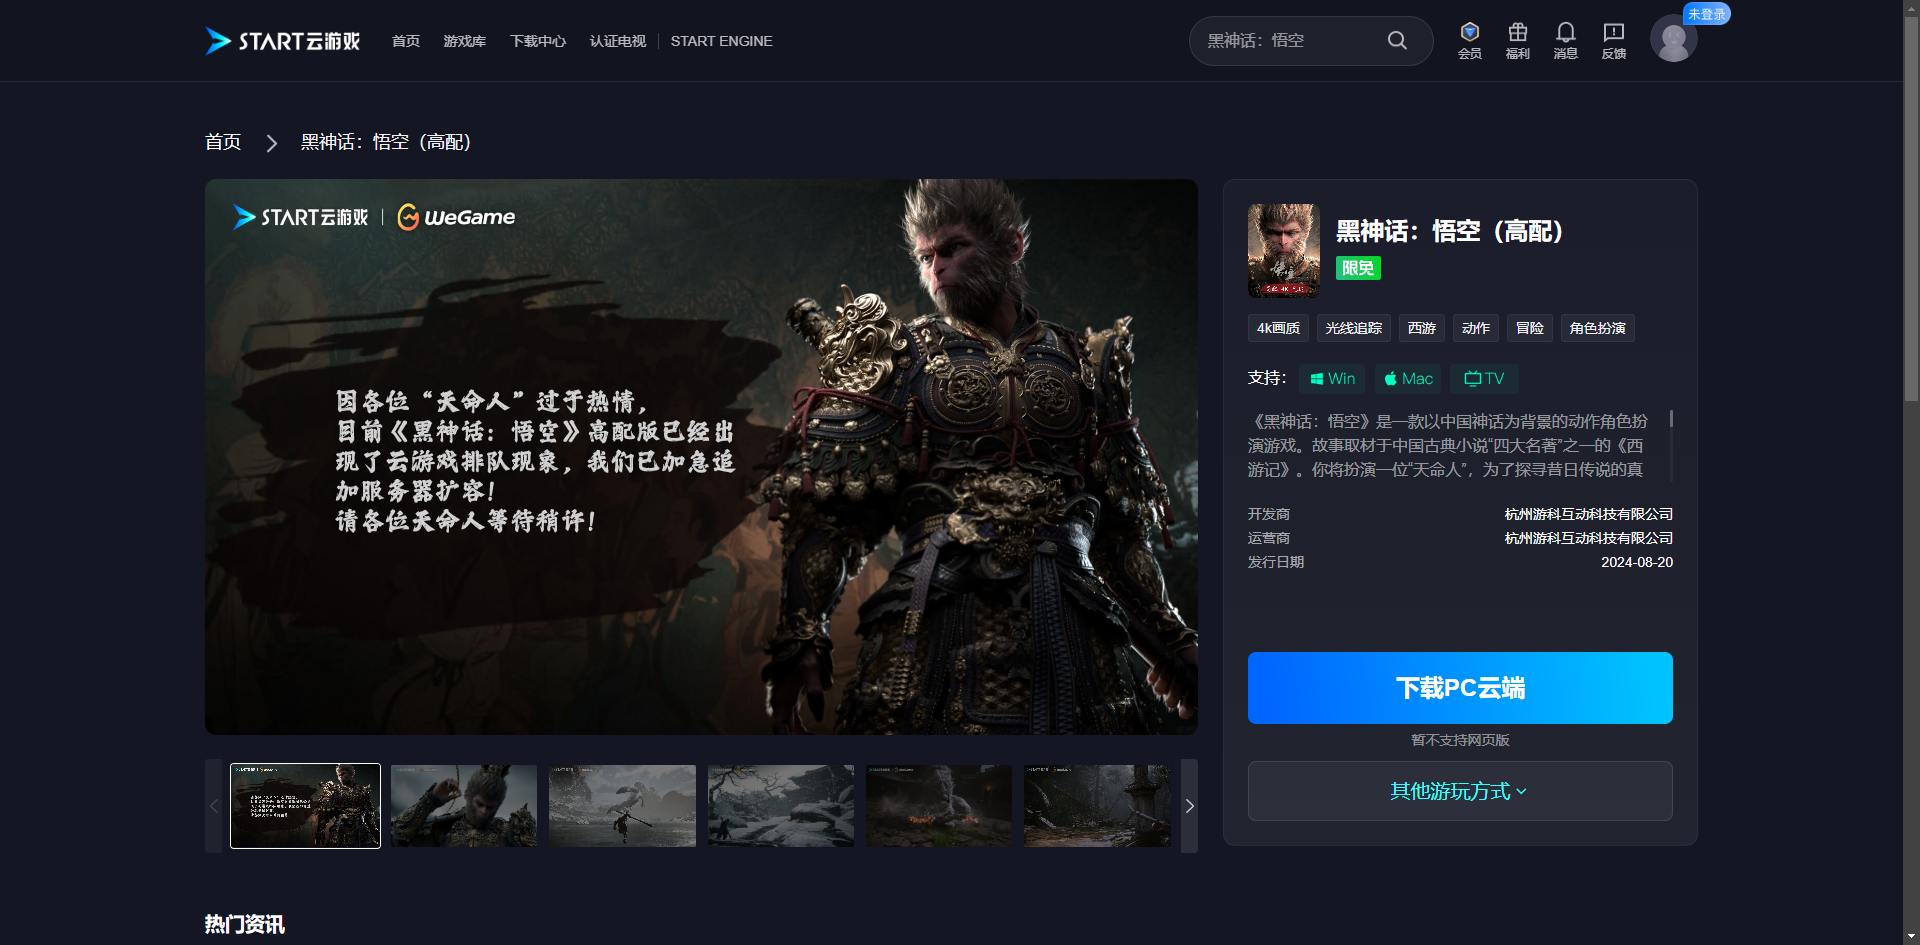 START云游戏
首页
游戏库
下载中心
认证电视
START ENGINE
黑神话：悟空
会员
福利
消息
反馈
未登录
首页
黑神话：悟空（高配）
START云游戏
WeGame
因各位“天命人”过于热情，
目前《黑神话：悟空》高配版已经出
现了云游戏排队现象，我们已加急追
加服务器扩容！
请各位天命人等待稍许！
黑神话：悟空（高配）
限免
4k画质
光线追踪
西游
动作
冒险
角色扮演
支持：
Win
Mac
TV
《黑神话：悟空》是一款以中国神话为背景的动作角色扮
演游戏。故事取材于中国古典小说“四大名著”之一的《西
游记》。你将扮演一位“天命人”，为了探寻昔日传说的真
开发商
杭州游科互动科技有限公司
运营商
杭州游科互动科技有限公司
发行日期
2024-08-20
下载PC云端
暂不支持网页版
其他游玩方式
热门资讯